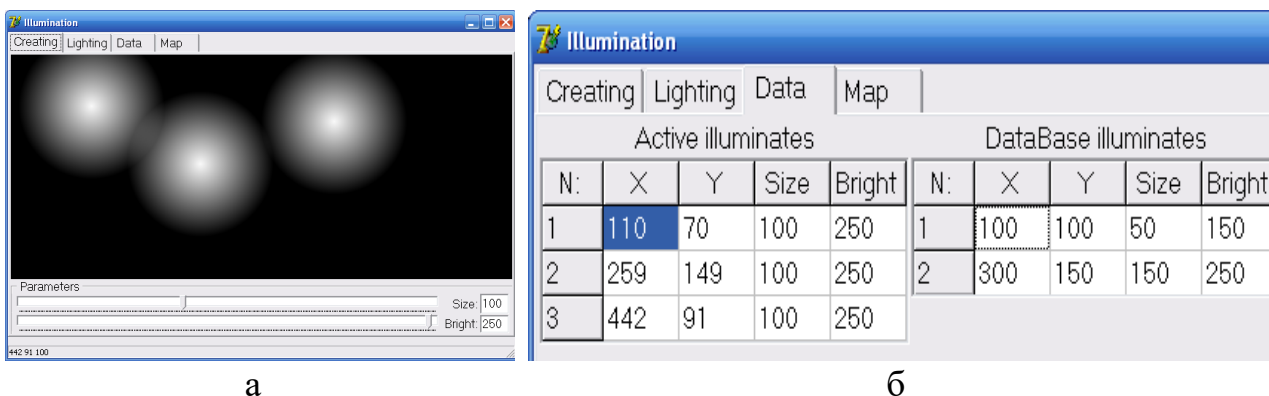 Illumination
Creating Lighting Data Map
Parameters
Size: 100
Bright: 250
442 91 100
Illumination
Creating Lighting Data Map
Active illuminates DataBase illuminates
N: X Y Size Bright N: X Y Size Bright
1 110 70 100 250 1 100 100 50 150
2 259 149 100 250 2 300 150 150 250
3 442 91 100 250
а б